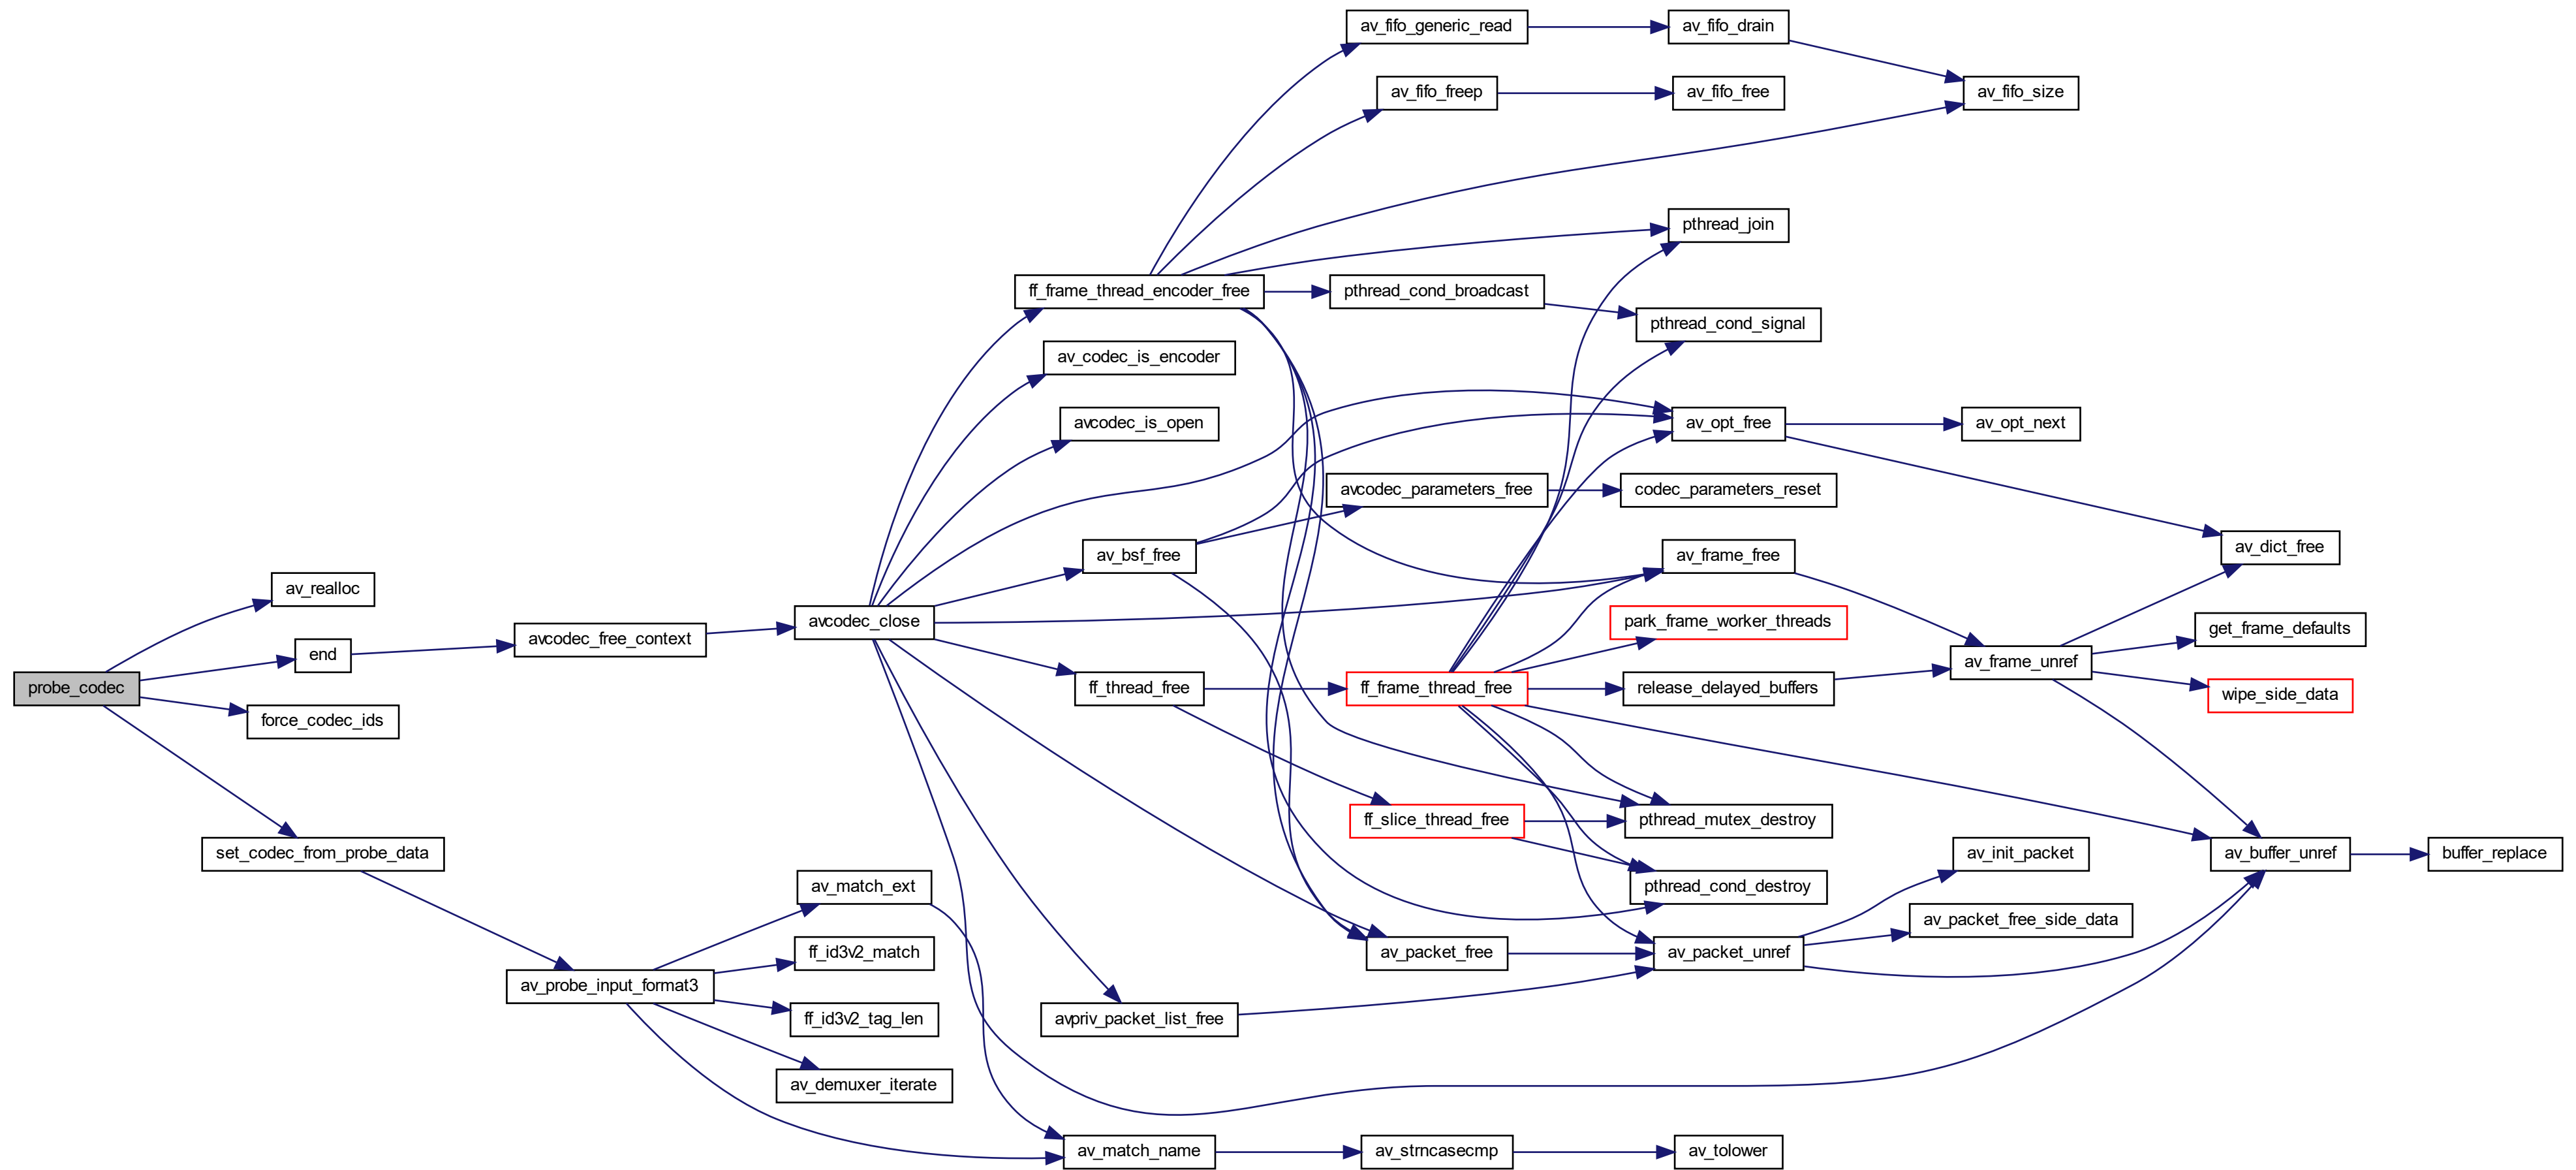 av_fifo_generic_read
av_fifo_drain
av_fifo_freep
av_fifo_free
av_fifo_size
pthread_join
ff_frame_thread_encoder_free
pthread_cond_broadcast
pthread_cond_signal
av_codec_is_encoder
avcodec_is_open
av_opt_free
av_opt_next
avcodec_parameters_free
codec_parameters_reset
av_bsf_free
av_frame_free
av_dict_free
av_realloc
avcodec_close
park_frame_worker_threads
get_frame_defaults
end
avcodec_free_context
av_frame_unref
probe_codec
ff_thread_free
ff_frame_thread_free
release_delayed_buffers
wipe_side_data
force_codec_ids
ff_slice_thread_free
pthread_mutex_destroy
set_codec_from_probe_data
av_init_packet
av_buffer_unref
buffer_replace
av_match_ext
pthread_cond_destroy
av_packet_free_side_data
ff_id3v2_match
av_packet_free
av_packet_unref
av_probe_input_format3
ff_id3v2_tag_len
avpriv_packet_list_free
av_demuxer_iterate
av_match_name
av_strncasecmp
av_tolower